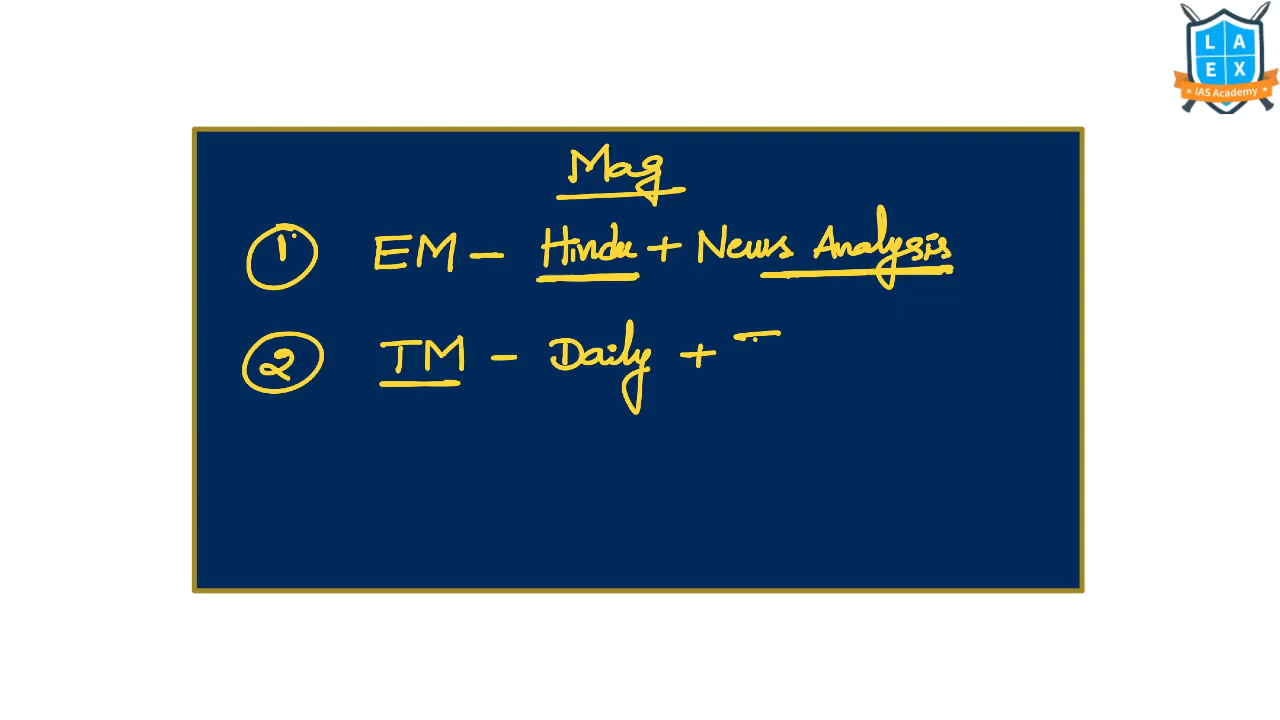 L A
E X
IAS Academy
Mag
1 EM - Hindu + News Analysis
2 TM - Daily +